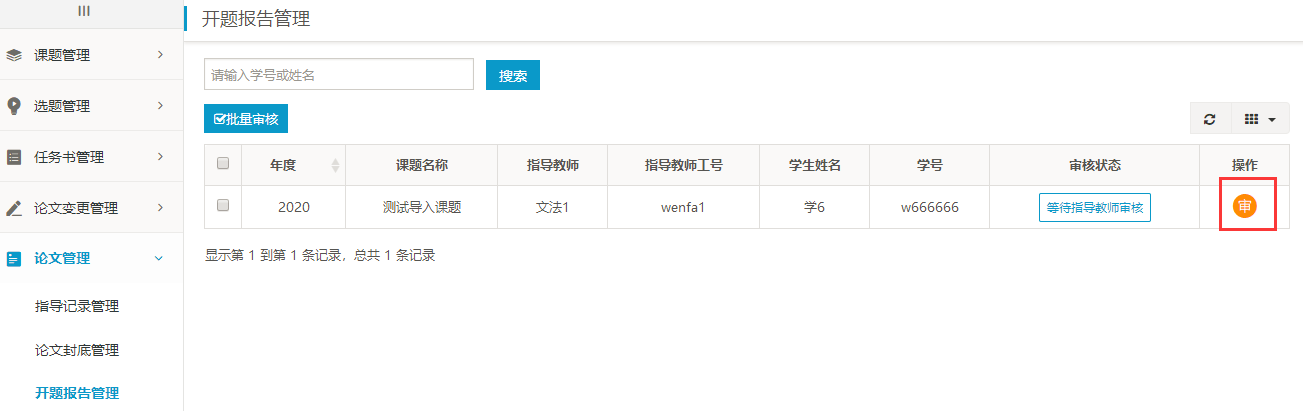 开题报告管理
课题管理
选题管理
任务书管理
论文变更管理
论文管理
指导记录管理
论文封底管理
开题报告管理
请输入学号或姓名
搜索
批量审核
年度 课题名称 指导教师 指导教师工号 学生姓名 学号 审核状态 操作
2020 测试导入课题 文法1 wenfa1 学6 w666666 等待指导教师审核 审
显示第 1 到第 1 条记录，总共 1 条记录